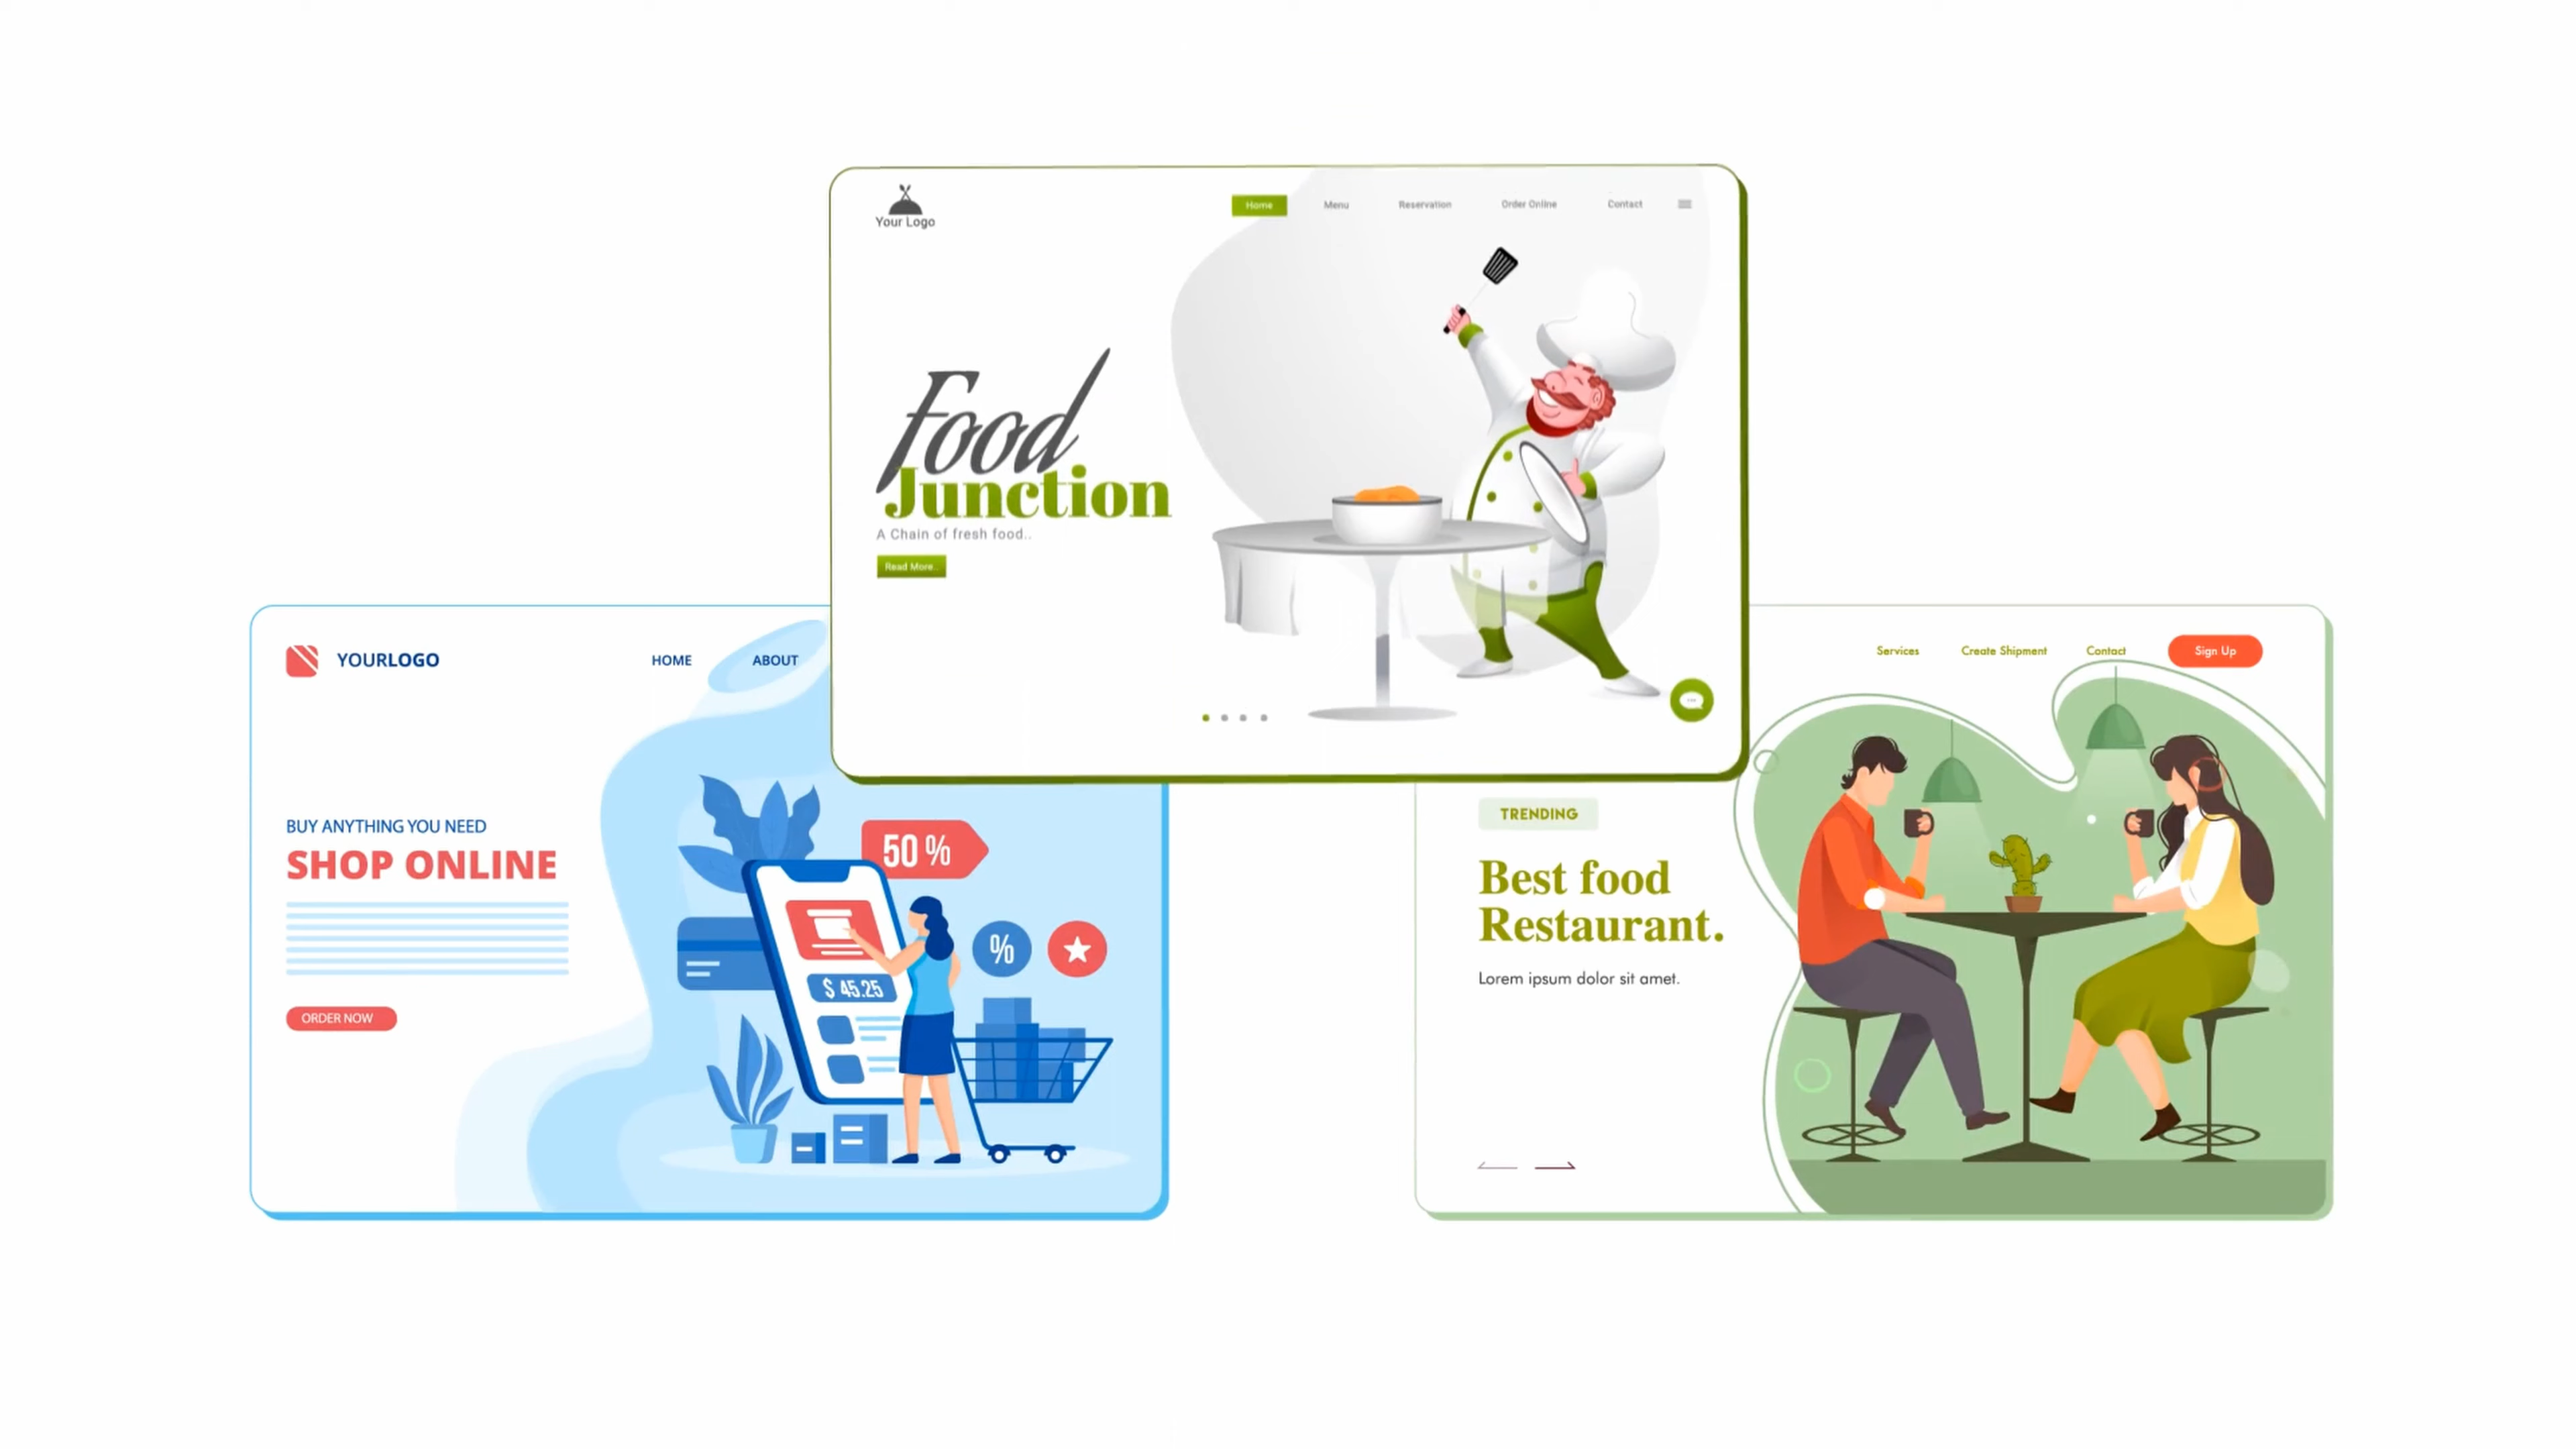 Your Logo
Home Menu Reservation Order Online Contact
Food
Junction
A Chain of fresh food..
Read More..
YOURLOGO
HOME ABOUT
BUY ANYTHING YOU NEED
SHOP ONLINE
ORDER NOW
50 %
%
$ 45.25
Services Create Shipment Contact Sign Up
TRENDING
Best food
Restaurant.
Lorem ipsum dolor sit amet.